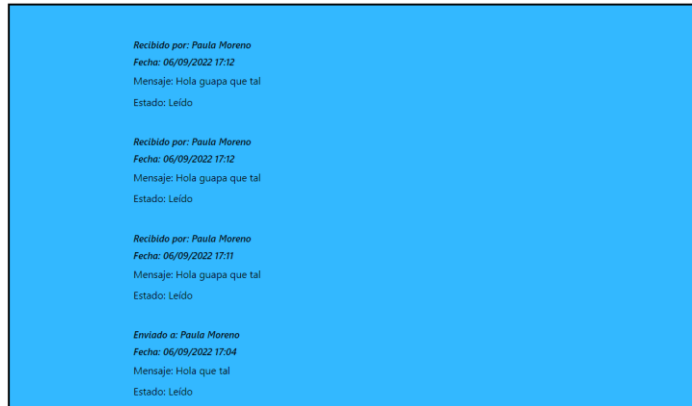 Recibido por: Paula Moreno
Fecha: 06/09/2022 17:12
Mensaje: Hola guapa que tal
Estado: Leído
Recibido por: Paula Moreno
Fecha: 06/09/2022 17:12
Mensaje: Hola guapa que tal
Estado: Leído
Recibido por: Paula Moreno
Fecha: 06/09/2022 17:11
Mensaje: Hola guapa que tal
Estado: Leído
Enviado a: Paula Moreno
Fecha: 06/09/2022 17:04
Mensaje: Hola que tal
Estado: Leído